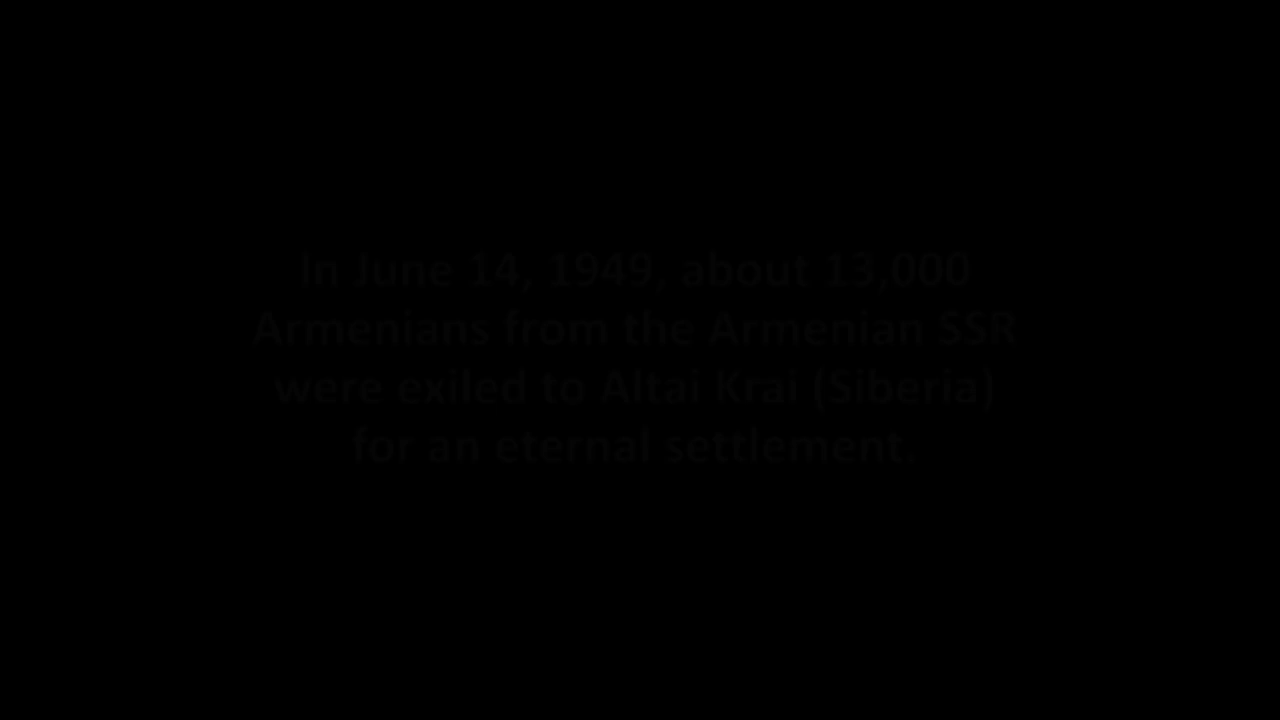 In June 14, 1949, about 13,000
Armenians from the Armenian SSR
were exiled to Altai Krai (Siberia)
for an eternal settlement.